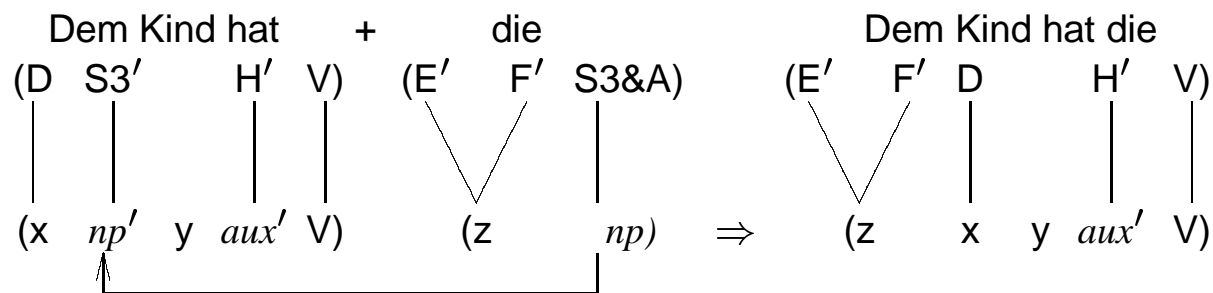 Dem Kind hat + die Dem Kind hat die
(D S3′ H′ V) (E′ F′ S3&A) (E′ F′ D H′ V)
(x np′ y aux′ V) (z np) ⇒ (z x y aux′ V)